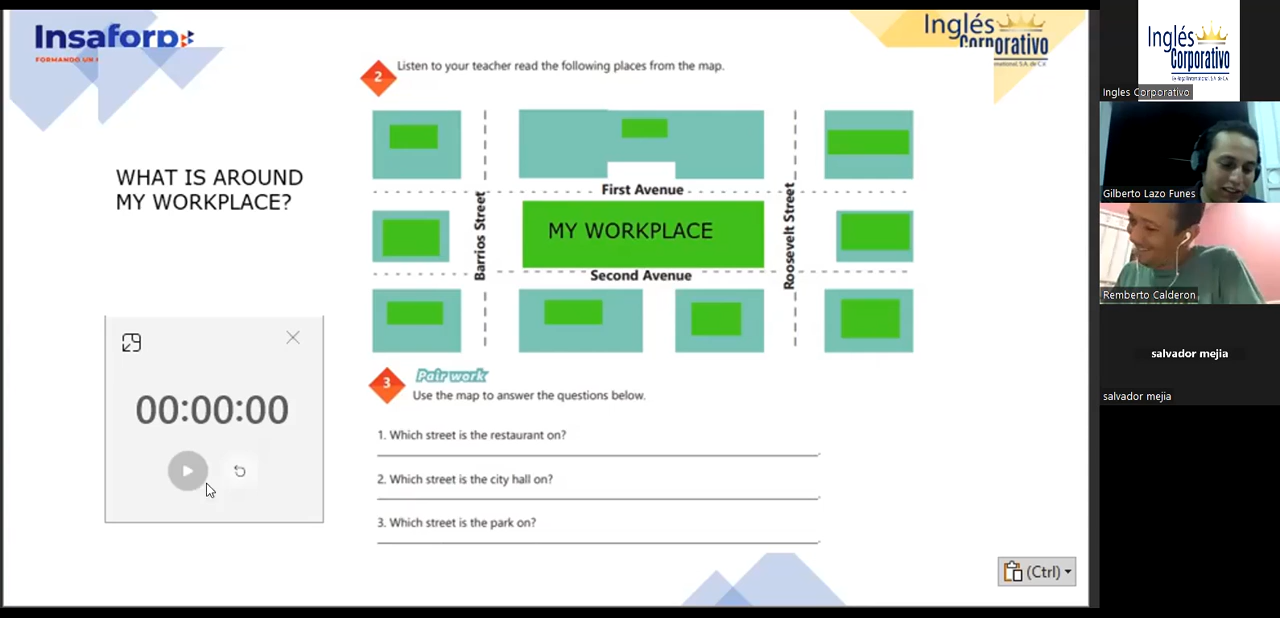 Insaforp
Inglés
Corporativo
Listen to your teacher read the following places from the map.
2
WHAT IS AROUND
MY WORKPLACE?
First Avenue
MY WORKPLACE
Second Avenue
Barrios Street
Roosevelt Street
00:00:00
3
Pair work
Use the map to answer the questions below.
1. Which street is the restaurant on?
2. Which street is the city hall on?
3. Which street is the park on?
(Ctrl)
Inglés
Corporativo
Ingles Corporativo
Gilberto Lazo Funes
Remberto Calderon
salvador mejia
salvador mejia